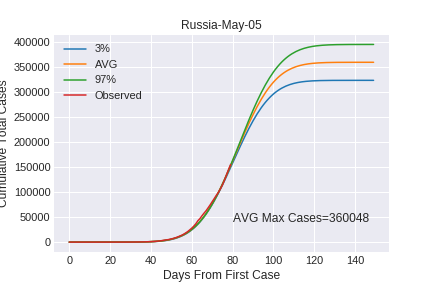 Russia-May-05
3%
AVG
97%
Observed
400000
350000
300000
250000
200000
150000
100000
50000
0
Cumulative Total Cases
AVG Max Cases=360048
0 20 40 60 80 100 120 140
Days From First Case